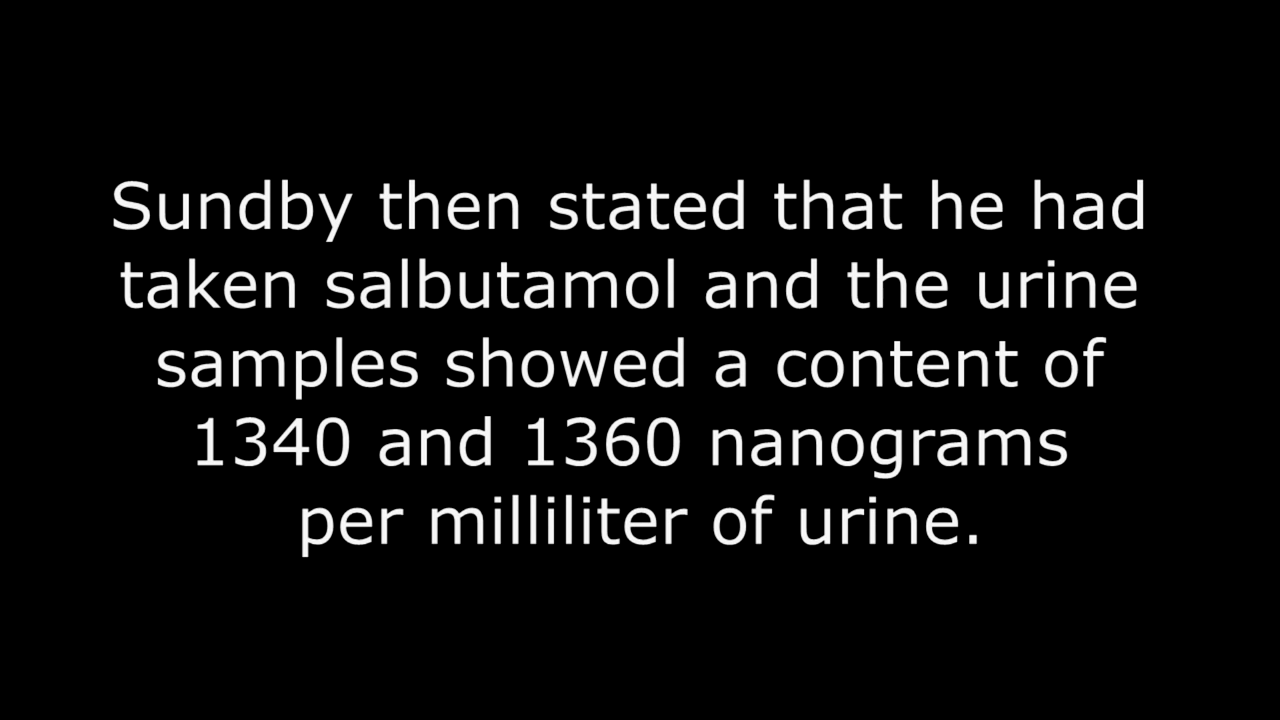 Sundby then stated that he had
taken salbutamol and the urine
samples showed a content of
1340 and 1360 nanograms
per milliliter of urine.